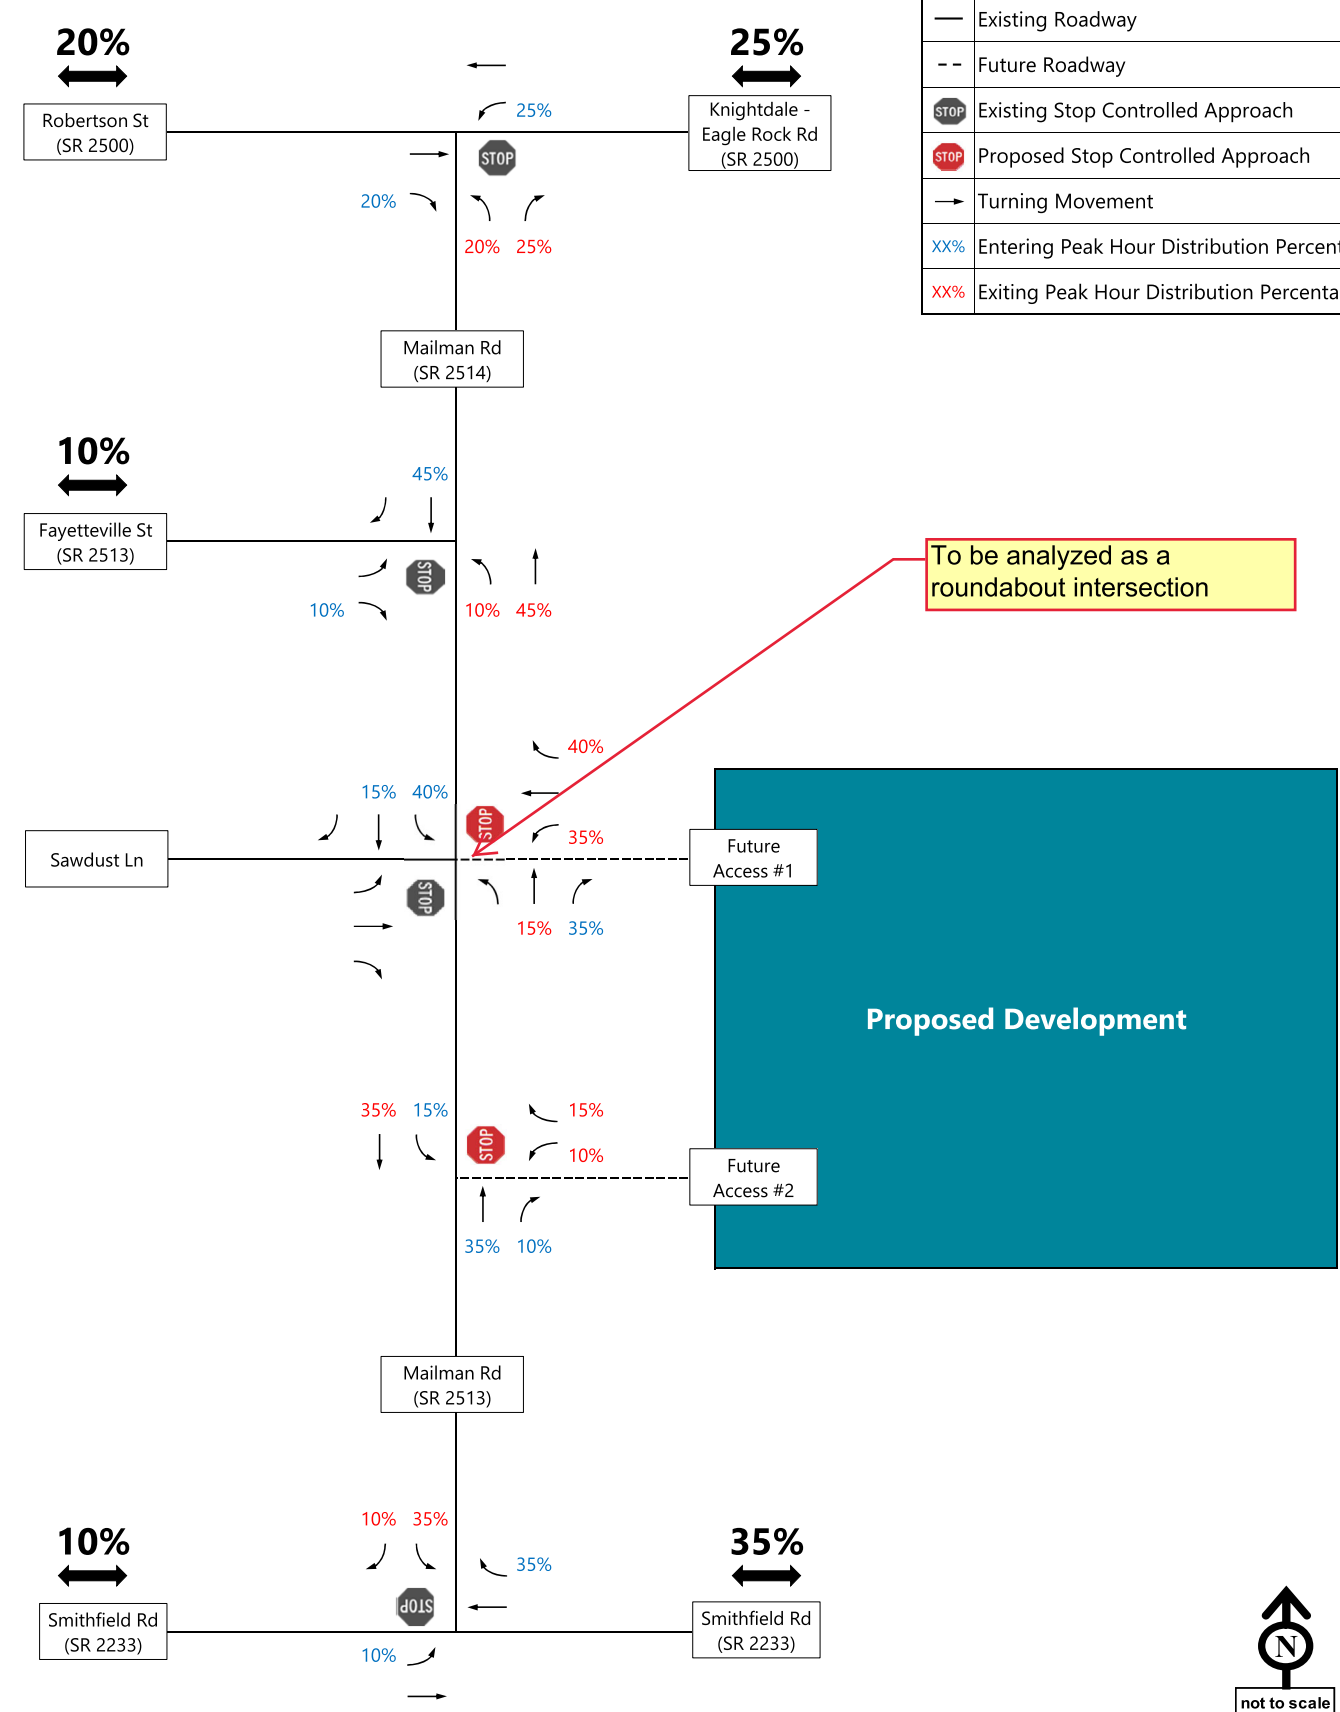 Existing Roadway
Future Roadway
STOP Existing Stop Controlled Approach
STOP Proposed Stop Controlled Approach
Turning Movement
XX% Entering Peak Hour Distribution Percent
XX% Exiting Peak Hour Distribution Percenta
20%
25%
Robertson St
(SR 2500)
Knightdale -
Eagle Rock Rd
(SR 2500)
25%
STOP
20%
20% 25%
Mailman Rd
(SR 2514)
10%
45%
Fayetteville St
(SR 2513)
STOP
10%
10% 45%
To be analyzed as a
roundabout intersection
40%
15% 40%
STOP
35%
Sawdust Ln
Future
Access #1
STOP
15% 35%
Proposed Development
35% 15%
STOP
15%
10%
Future
Access #2
35% 10%
Mailman Rd
(SR 2513)
10% 35%
10%
35%
35%
STOP
Smithfield Rd
(SR 2233)
Smithfield Rd
(SR 2233)
10%
N
not to scale